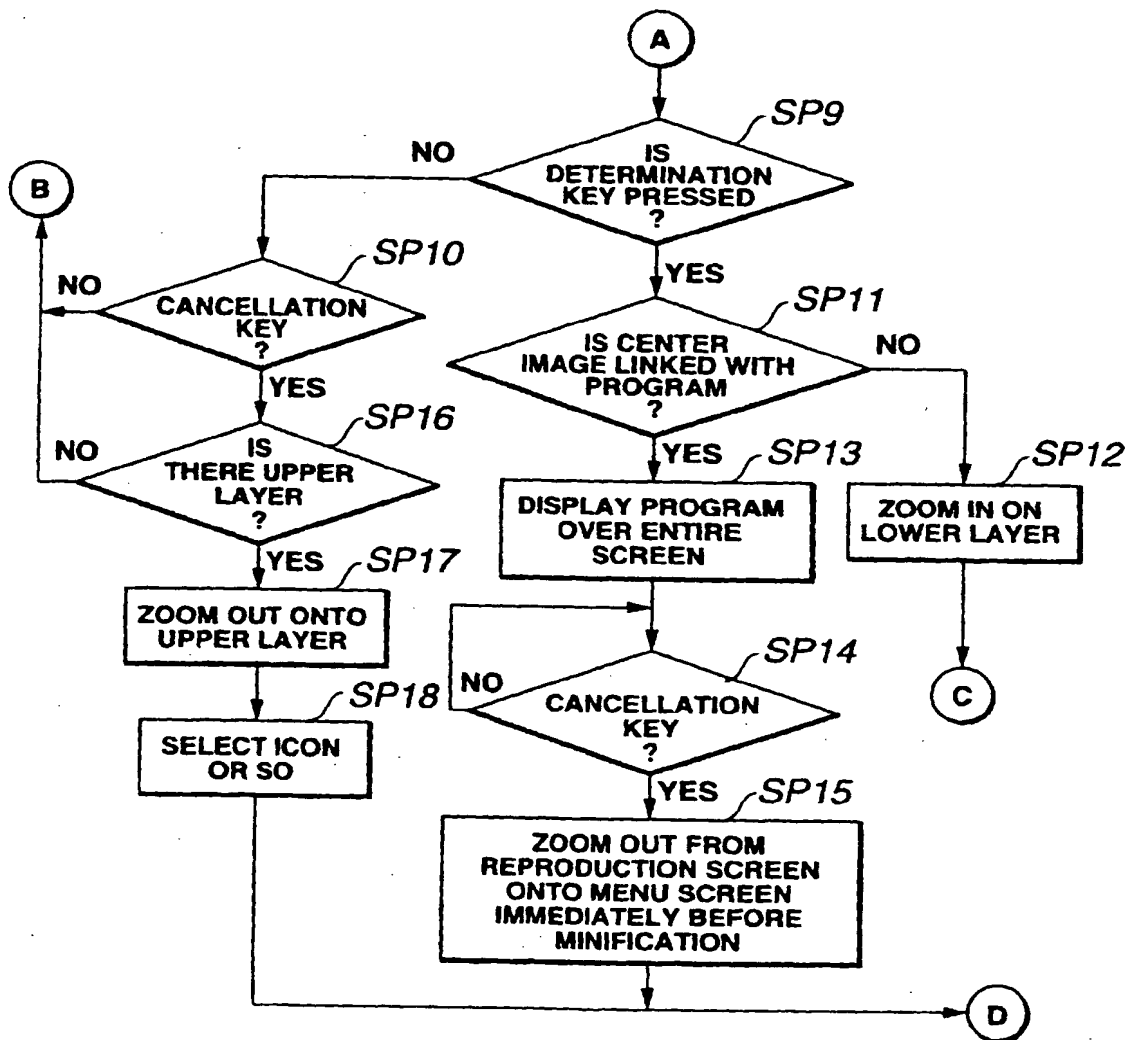 A
SP9
NO
IS
DETERMINATION
KEY PRESSED
?
B
YES
SP10
NO
CANCELLATION
KEY
?
SP11
IS CENTER
IMAGE LINKED WITH
PROGRAM
?
NO
YES
SP16
NO
IS
THERE UPPER
LAYER
?
YES
SP13
DISPLAY PROGRAM
OVER ENTIRE
SCREEN
SP12
ZOOM IN ON
LOWER LAYER
YES
SP17
ZOOM OUT ONTO
UPPER LAYER
SP14
NO
CANCELLATION
KEY
?
C
SP18
SELECT ICON
OR SO
YES
SP15
ZOOM OUT FROM
REPRODUCTION SCREEN
ONTO MENU SCREEN
IMMEDIATELY BEFORE
MINIFICATION
D